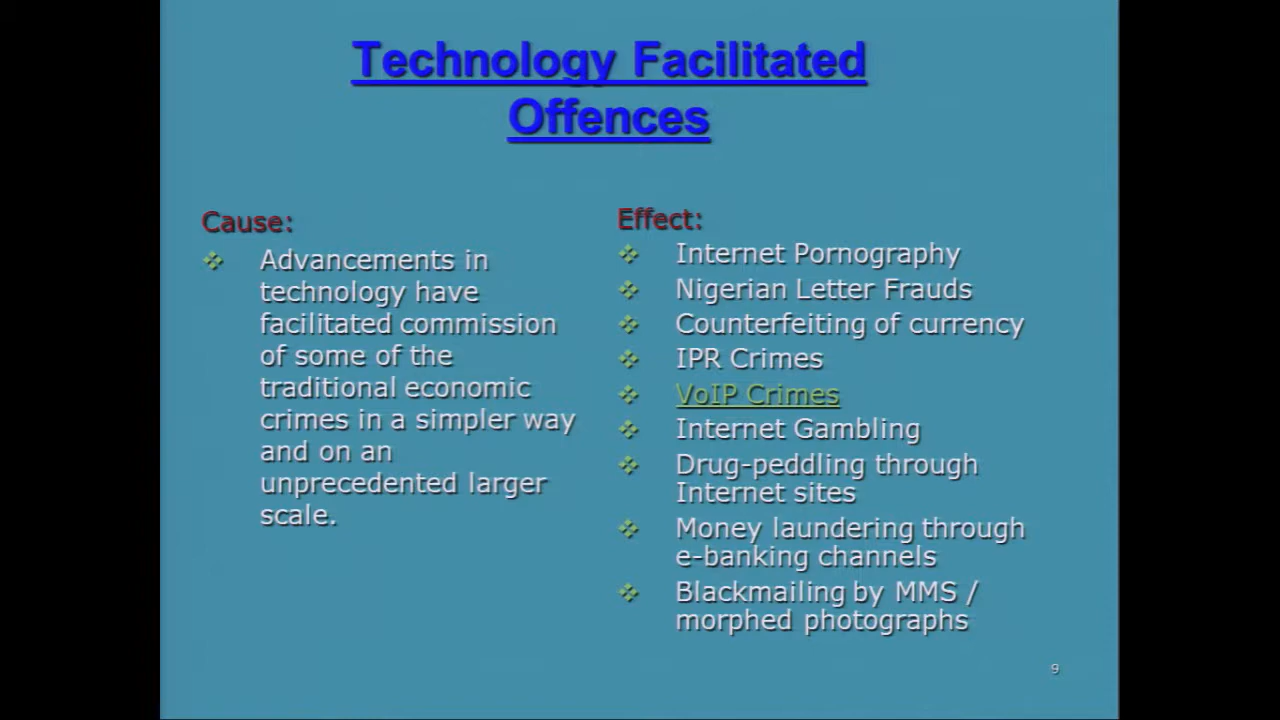 Technology Facilitated
Offences
Cause:
Advancements in
technology have
facilitated commission
of some of the
traditional economic
crimes in a simpler way
and on an
unprecedented larger
scale.
Effect:
Internet Pornography
Nigerian Letter Frauds
Counterfeiting of currency
IPR Crimes
VoIP Crimes
Internet Gambling
Drug-peddling through
Internet sites
Money laundering through
e-banking channels
Blackmailing by MMS /
morphed photographs
9